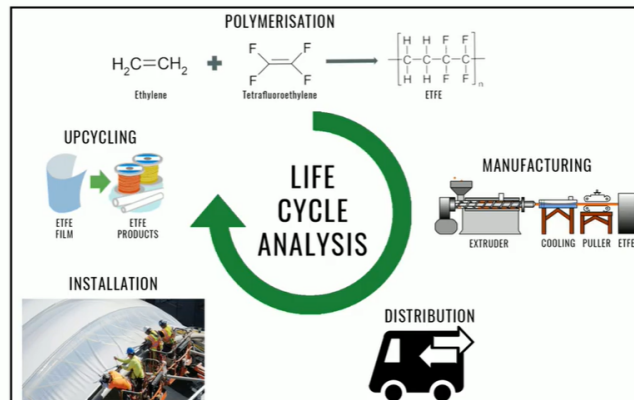 POLYMERISATION
H₂C=CH₂
+
F F
F F
H H F F
C C C C
H H F F
n
Ethylene
Tetrafluoroethylene
ETFE
UPCYCLING
ETFE
FILM
ETFE
PRODUCTS
LIFE
CYCLE
ANALYSIS
MANUFACTURING
EXTRUDER
COOLING
PULLER
ETFE
INSTALLATION
DISTRIBUTION